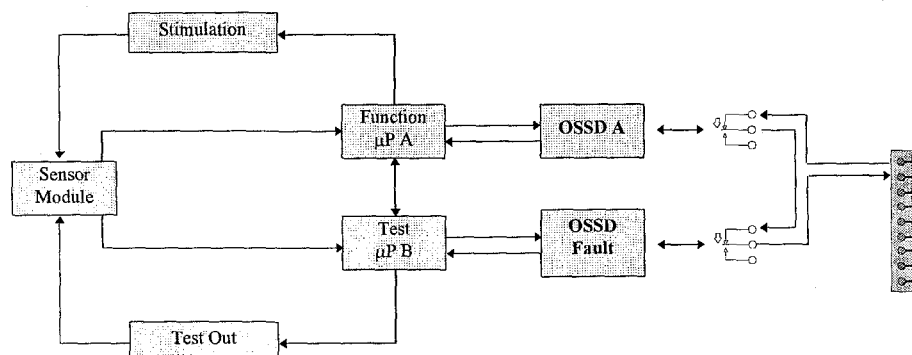 Stimulation
Function
µP A
OSSD A
Sensor
Module
Test
µP B
OSSD
Fault
Test Out